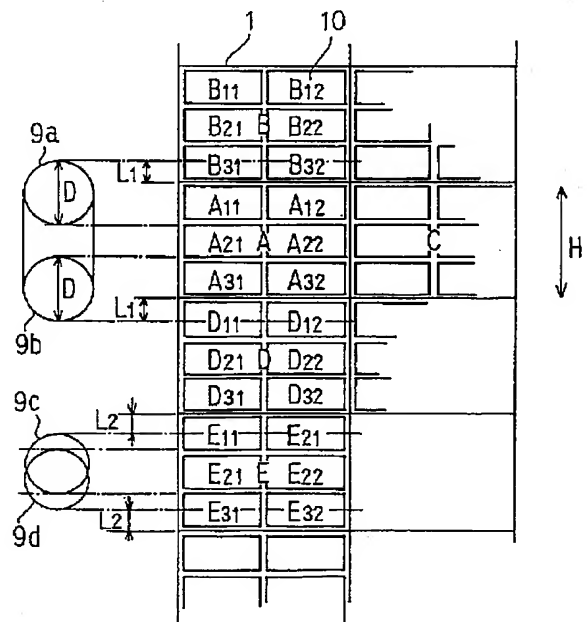 1 10
B11 B12
B21 B B22
9a
L1 B31 B32
D A11 A12
A21 A A22 C H
D A31 A32
L1 D11 D12
9b
D21 D D22
9c D31 D32
L2
E11 E21
E21 E E22
L2 E31 E32
9d